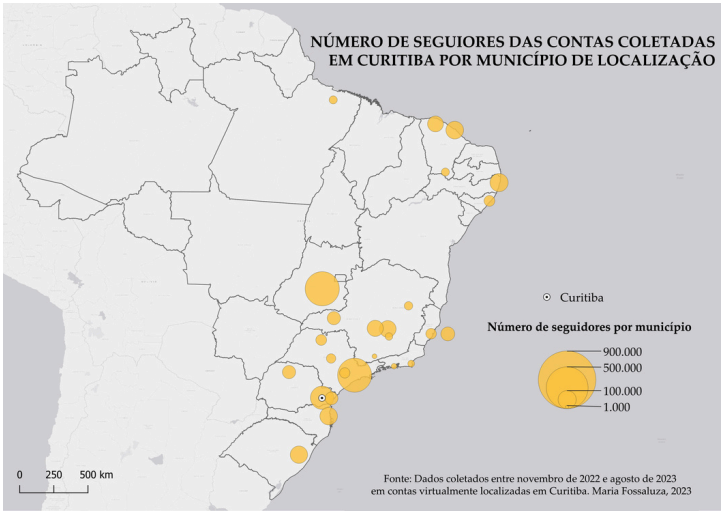 NÚMERO DE SEGUIORES DAS CONTAS COLETADAS
EM CURITIBA POR MUNICÍPIO DE LOCALIZAÇÃO
Curitiba
Número de seguidores por município
900.000
500.000
100.000
1.000
0 250 500 km
Fonte: Dados coletados entre novembro de 2022 e agosto de 2023
em contas virtualmente localizadas em Curitiba. Maria Fossaluza, 2023